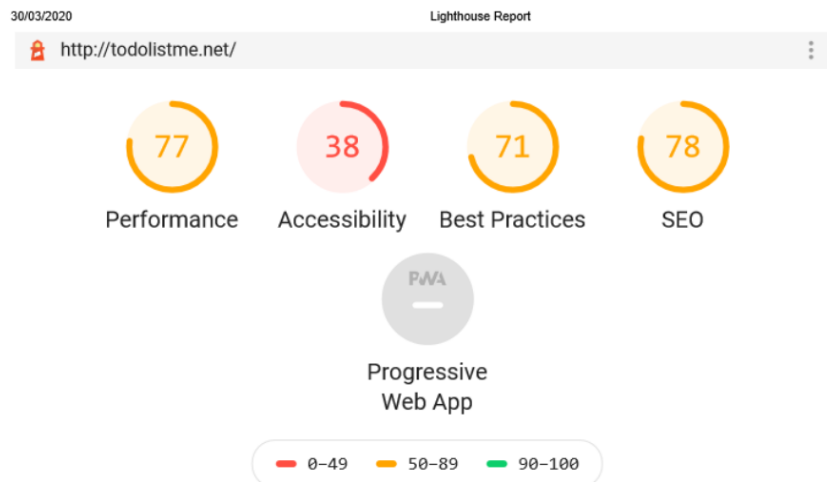 30/03/2020 Lighthouse Report
http://todolistme.net/
77 38 71 78
Performance Accessibility Best Practices SEO
PWA
Progressive
Web App
0–49 50–89 90–100